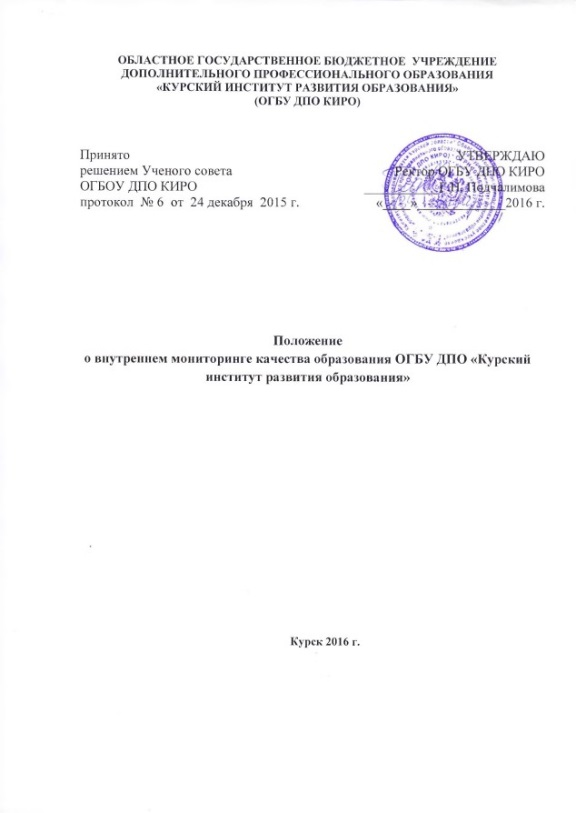 ОБЛАСТНОЕ ГОСУДАРСТВЕННОЕ БЮДЖЕТНОЕ УЧРЕЖДЕНИЕ
ДОПОЛНИТЕЛЬНОГО ПРОФЕССИОНАЛЬНОГО ОБРАЗОВАНИЯ
«КУРСКИЙ ИНСТИТУТ РАЗВИТИЯ ОБРАЗОВАНИЯ»
(ОГБУ ДПО КИРО)
Принято
решением Ученого совета
ОГБОУ ДПО КИРО
протокол № 6 от 24 декабря 2015 г.
УТВЕРЖДАЮ
Ректор ОГБУ ДПО КИРО
Г.П. Подчалимова
« » 2016 г.
Положение
о внутреннем мониторинге качества образования ОГБУ ДПО «Курский
институт развития образования»
Курск 2016 г.